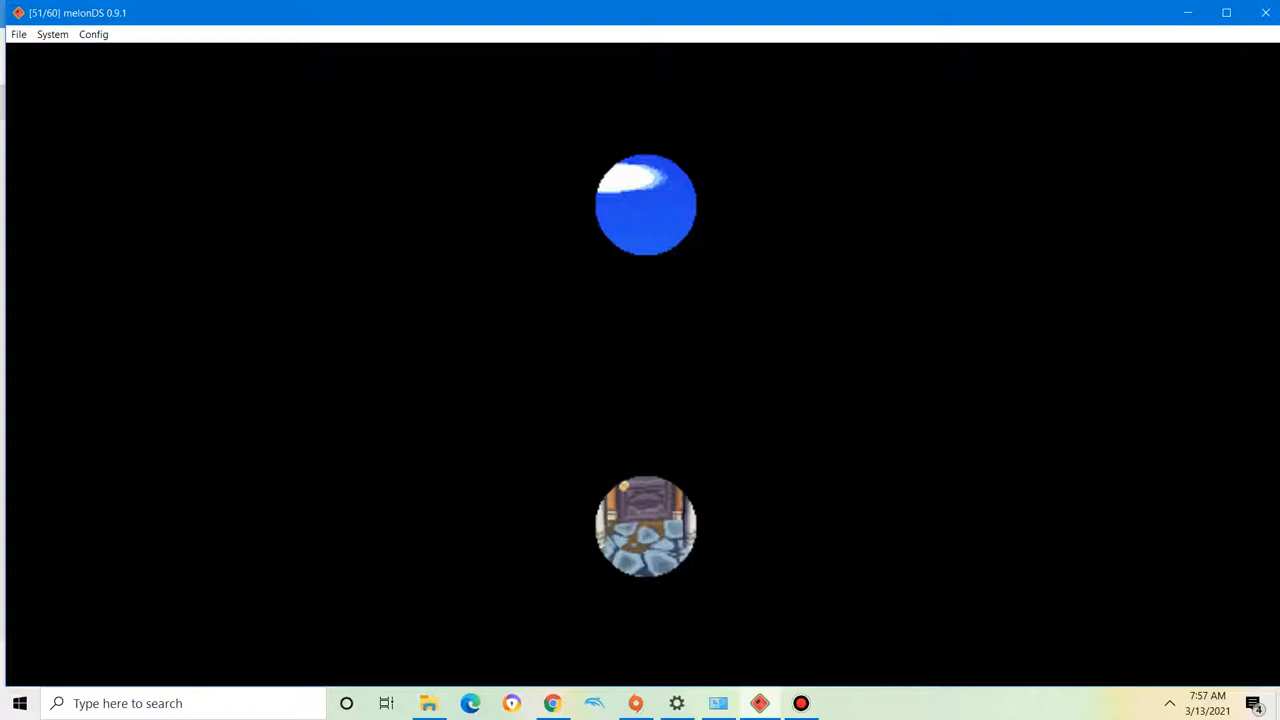 [51/60] melonDS 0.9.1
File System Config
Type here to search
7:57 AM
3/13/2021
4